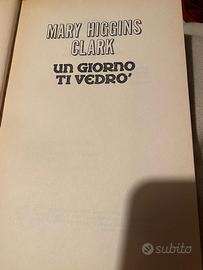 MARY HIGGINS
CLARK
UN GIORNO
TI VEDRO'
subito